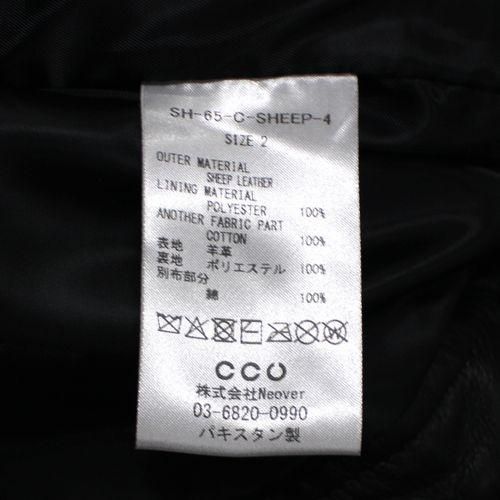 SH-65-C-SHEEP-4
SIZE 2
OUTER MATERIAL
SHEEP LEATHER
LINING MATERIAL
POLYESTER 100%
ANOTHER FABRIC PART
COTTON 100%
表地 羊革
裏地 ポリエステル 100%
別布部分
綿 100%
CCU
株式会社Neover
03-6820-0990
パキスタン製